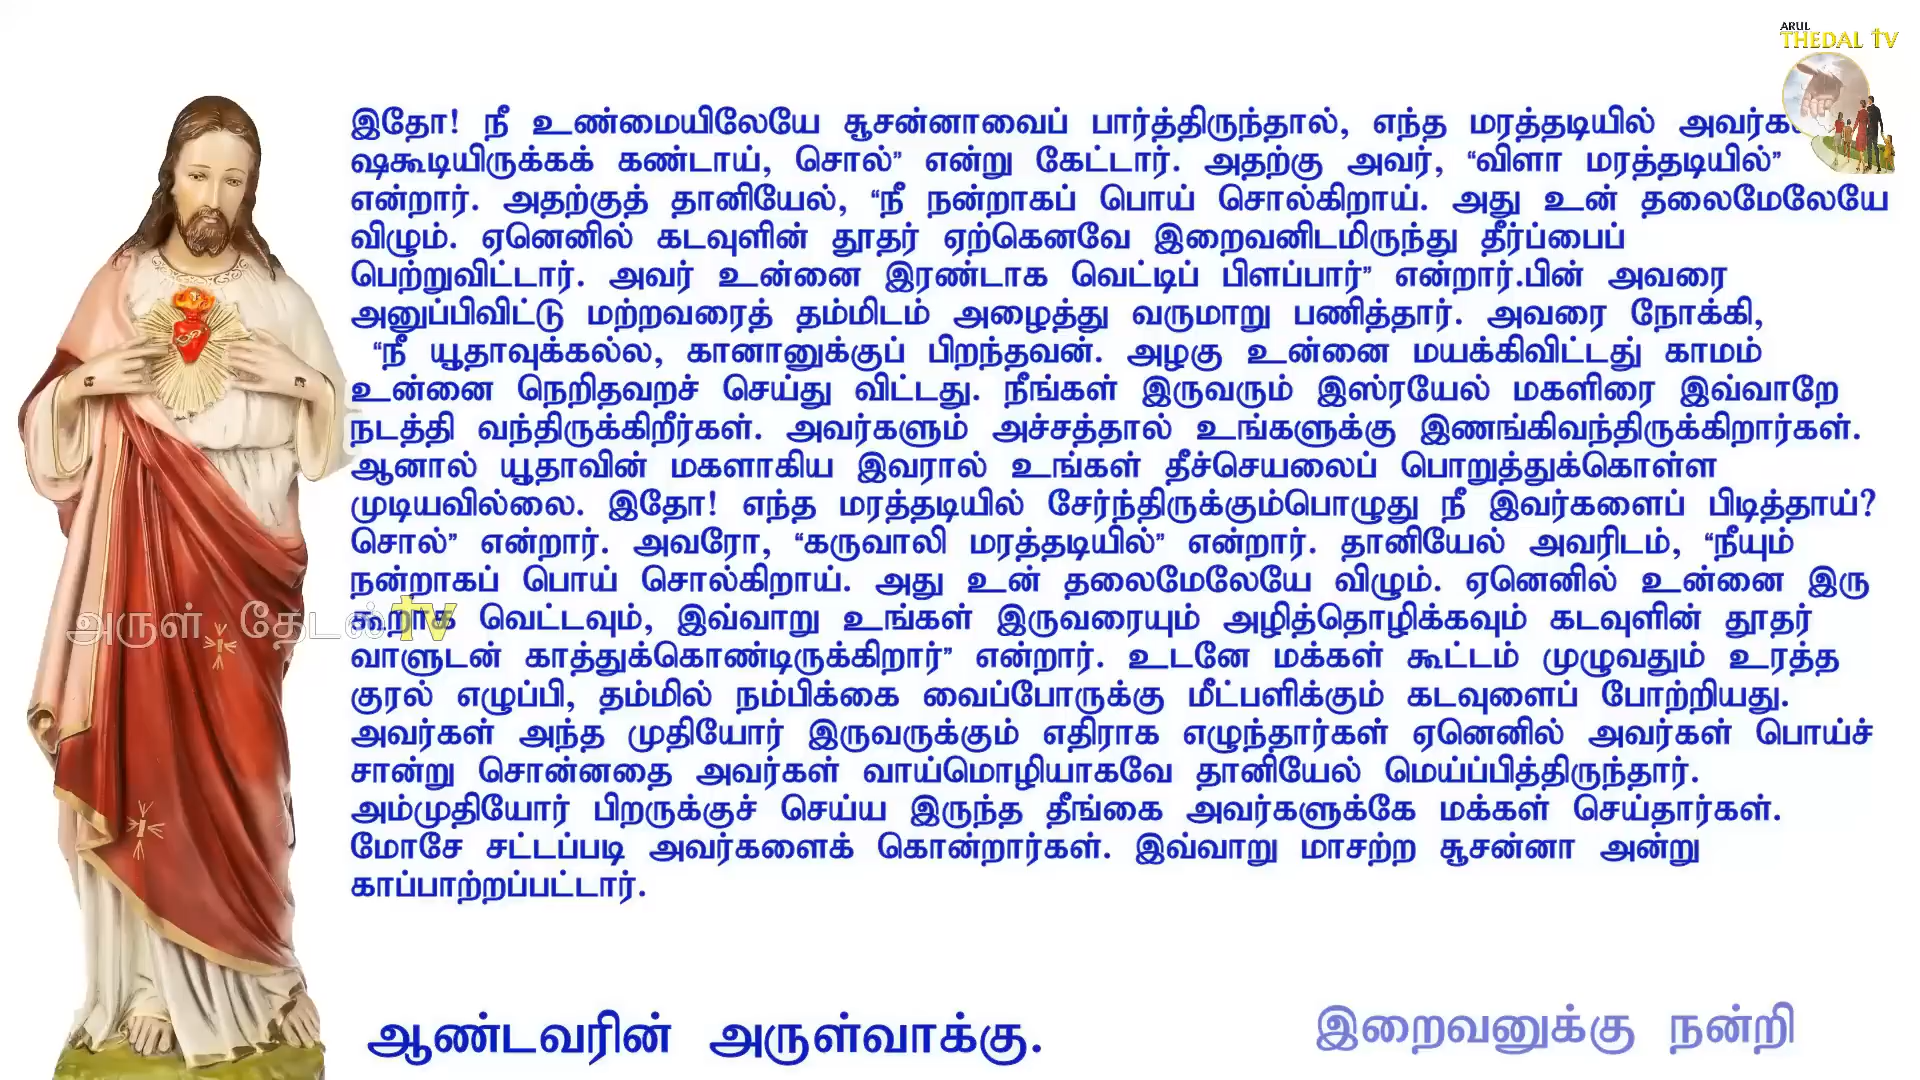 ARUL
THEDAL TV
இதோ! நீ உண்மையிலேயே சூசன்னாவைப் பார்த்திருந்தால், எந்த மரத்தடியில்
ஷகூடியிருக்கக் கண்டாய், சொல்” என்று கேட்டார். அதற்கு அவர், “விளா மரத்தடியில்”
என்றார். அதற்குத் தானியேல், “நீ நன்றாகப் பொய் சொல்கிறாய். அது உன் தலைமேலேயே
விழும். ஏனெனில் கடவுளின் தூதர் ஏற்கெனவே இறைவனிடமிருந்து தீர்ப்பைப்
பெற்றுவிட்டார். அவர் உன்னை இரண்டாக வெட்டிப் பிளப்பார்” என்றார்.பின் அவரை
அனுப்பிவிட்டு மற்றவரைத் தம்மிடம் அழைத்து வருமாறு பணித்தார். அவரை நோக்கி,
“நீ யூதாவுக்கல்ல, கானானுக்குப் பிறந்தவன். அழகு உன்னை மயக்கிவிட்டது காமம்
உன்னை நெறிதவறச் செய்து விட்டது. நீங்கள் இருவரும் இஸ்ரயேல் மகளிரை இவ்வாறே
நடத்தி வந்திருக்கிறீர்கள். அவர்களும் அச்சத்தால் உங்களுக்கு இணங்கிவந்திருக்கிறார்கள்.
ஆனால் யூதாவின் மகளாகிய இவரால் உங்கள் தீச்செயலைப் பொறுத்துக்கொள்ள
முடியவில்லை. இதோ! எந்த மரத்தடியில் சேர்ந்திருக்கும்பொழுது நீ இவர்களைப் பிடித்தாய்?
சொல்” என்றார். அவரோ, “கருவாலி மரத்தடியில்” என்றார். தானியேல் அவரிடம், “நீயும்
நன்றாகப் பொய் சொல்கிறாய். அது உன் தலைமேலேயே விழும். ஏனெனில் உன்னை இரு
கூறாக வெட்டவும், இவ்வாறு உங்கள் இருவரையும் அழித்தொழிக்கவும் கடவுளின் தூதர்
அருள் தேடல் TV
வாளுடன் காத்துக்கொண்டிருக்கிறார்” என்றார். உடனே மக்கள் கூட்டம் முழுவதும் உரத்த
குரல் எழுப்பி, தம்மில் நம்பிக்கை வைப்போருக்கு மீட்பளிக்கும் கடவுளைப் போற்றியது.
அவர்கள் அந்த முதியோர் இருவருக்கும் எதிராக எழுந்தார்கள் ஏனெனில் அவர்கள் பொய்ச்
சான்று சொன்னதை அவர்கள் வாய்மொழியாகவே தானியேல் மெய்ப்பித்திருந்தார்.
அம்முதியோர் பிறருக்குச் செய்ய இருந்த தீங்கை அவர்களுக்கே மக்கள் செய்தார்கள்.
மோசே சட்டப்படி அவர்களைக் கொன்றார்கள். இவ்வாறு மாசற்ற சூசன்னா அன்று
காப்பாற்றப்பட்டார்.
ஆண்டவரின் அருள்வாக்கு.
இறைவனுக்கு நன்றி